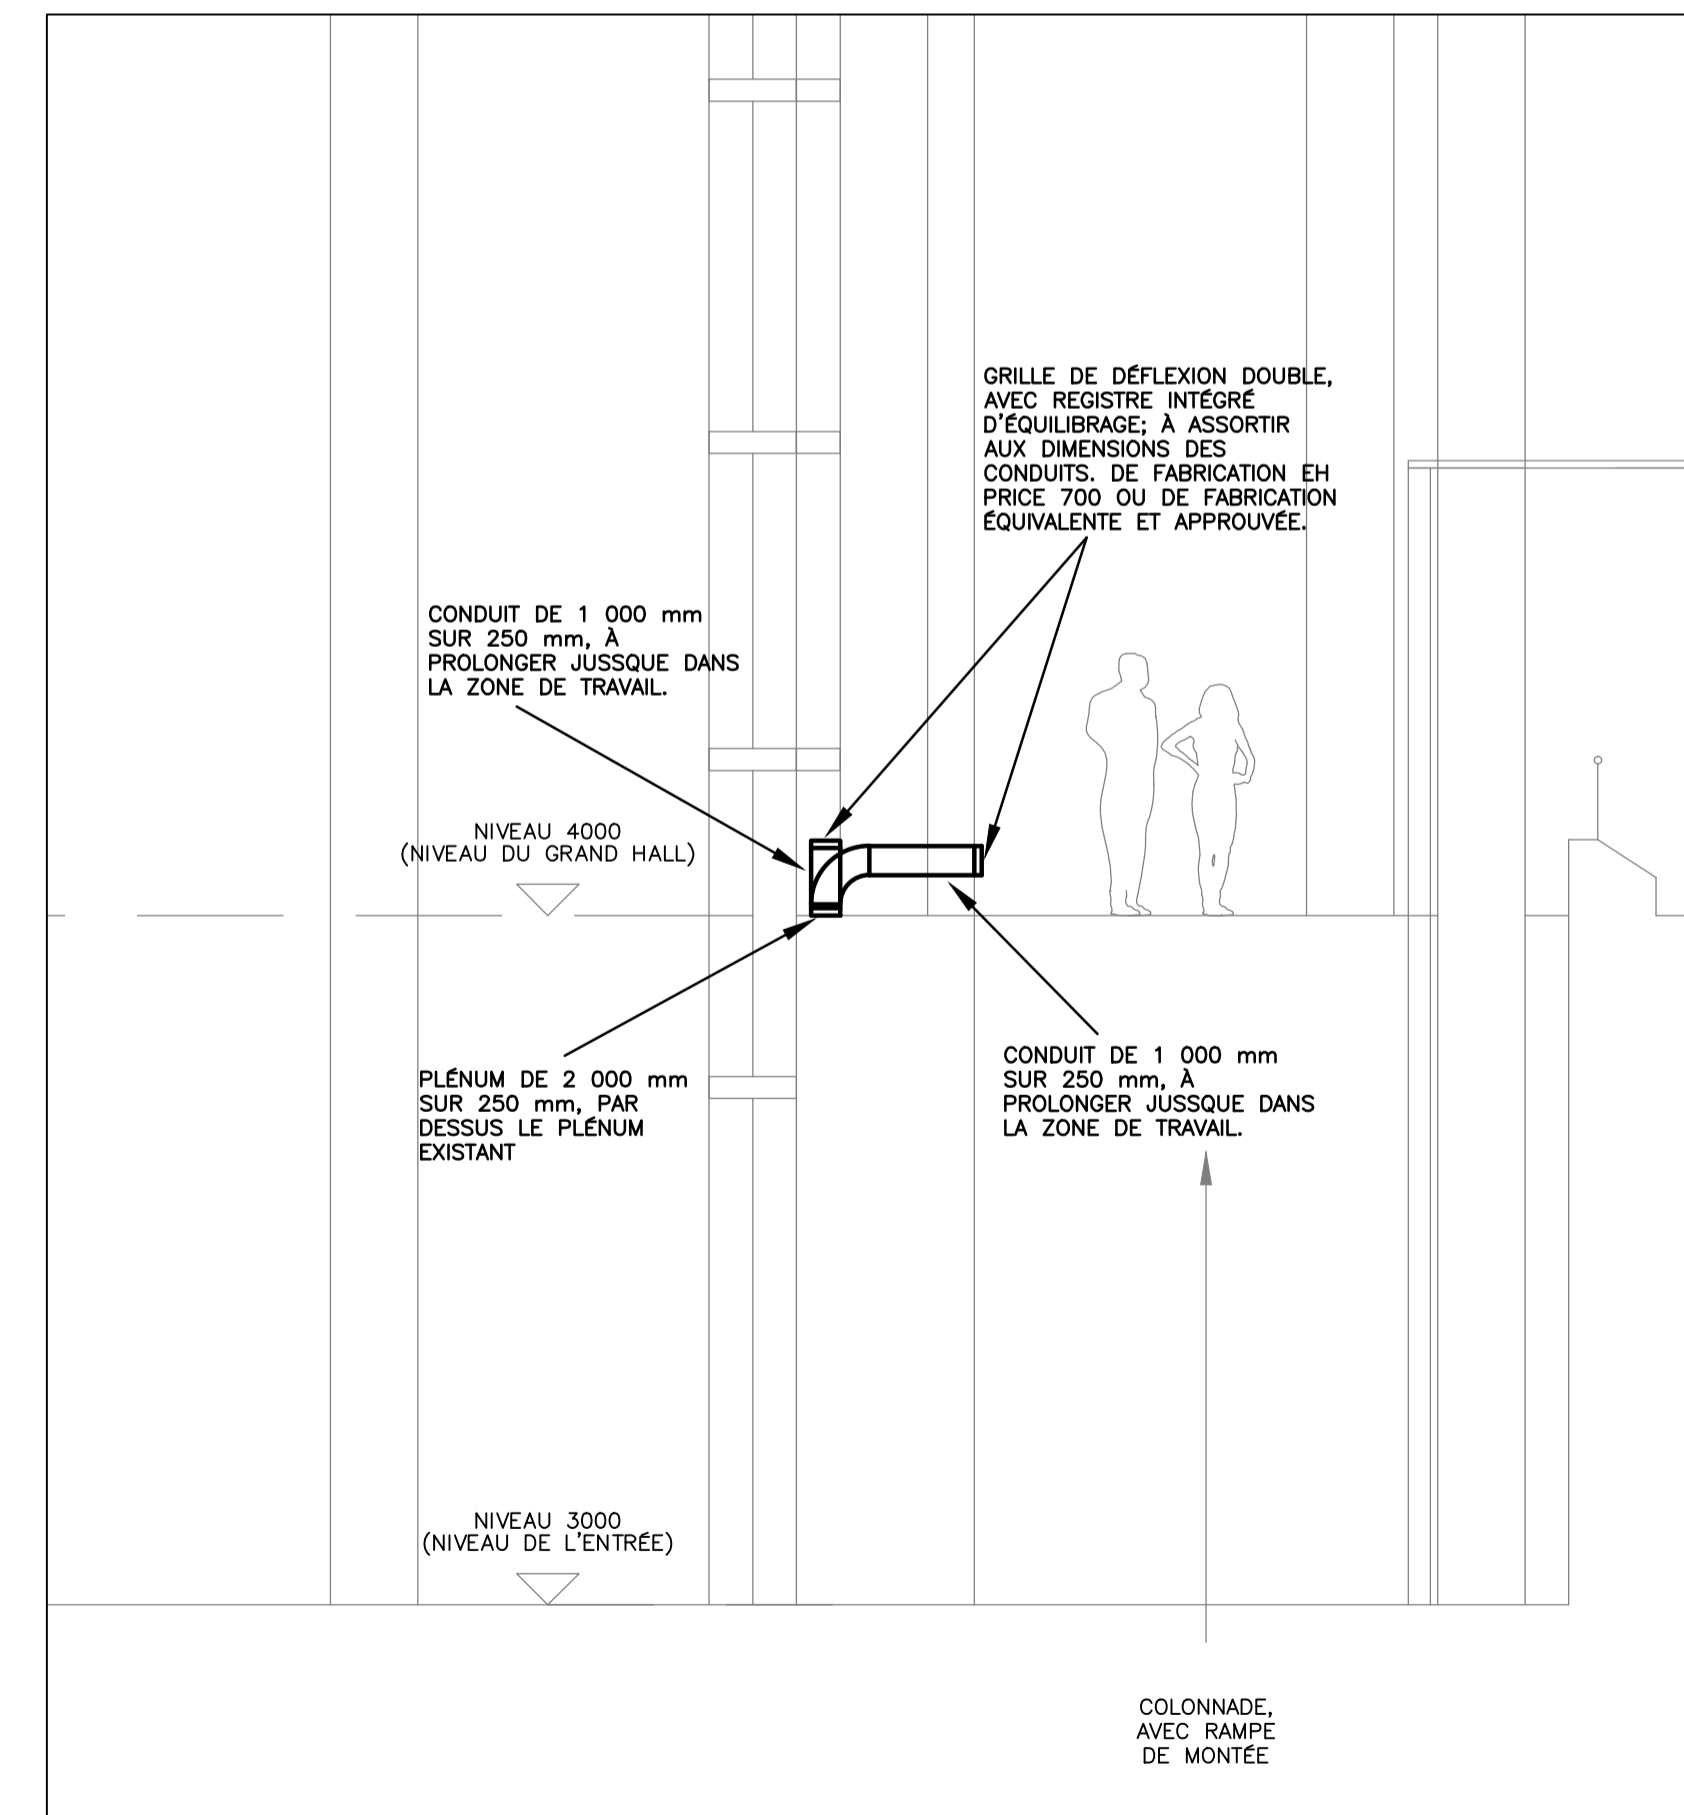 GRILLE DE DÉFLEXION DOUBLE,
AVEC REGISTRE INTÉGRÉ
D'ÉQUILIBRAGE; À ASSORTIR
AUX DIMENSIONS DES
CONDUITS. DE FABRICATION EH
PRICE 700 OU DE FABRICATION
ÉQUIVALENTE ET APPROUVÉE.
CONDUIT DE 1 000 mm
SUR 250 mm, À
PROLONGER JUSSQUE DANS
LA ZONE DE TRAVAIL.
NIVEAU 4000
(NIVEAU DU GRAND HALL)
PLÉNUM DE 2 000 mm
SUR 250 mm, PAR
DESSUS LE PLÉNUM
EXISTANT
CONDUIT DE 1 000 mm
SUR 250 mm, À
PROLONGER JUSSQUE DANS
LA ZONE DE TRAVAIL.
NIVEAU 3000
(NIVEAU DE L'ENTRÉE)
COLONNADE,
AVEC RAMPE
DE MONTÉE